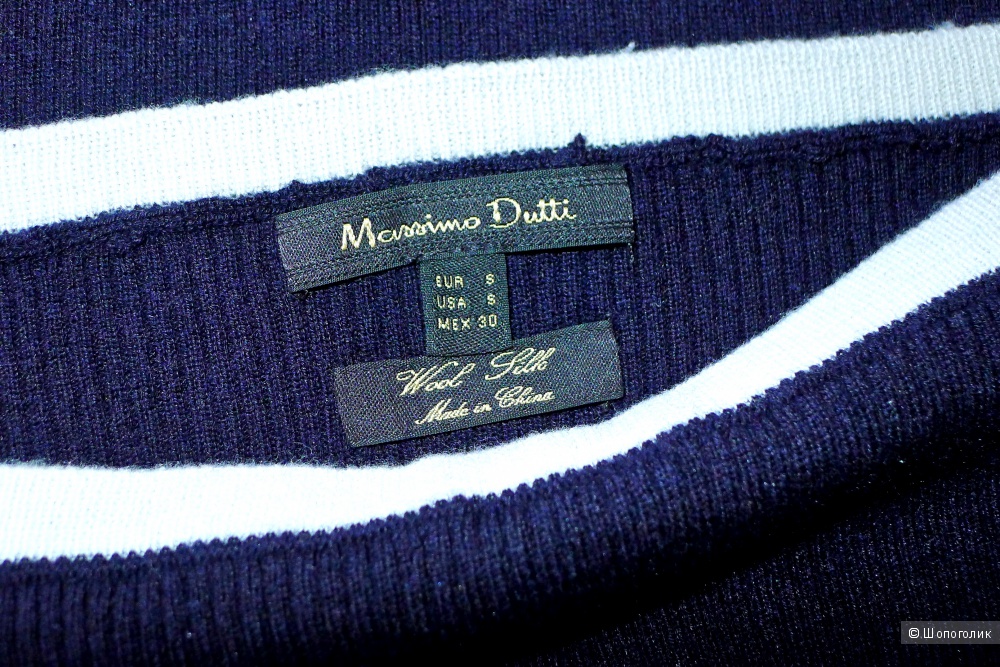 Massimo Dutti
EUR S
USA S
MEX 30
Wool Silk
Made in China
© Шопоголик